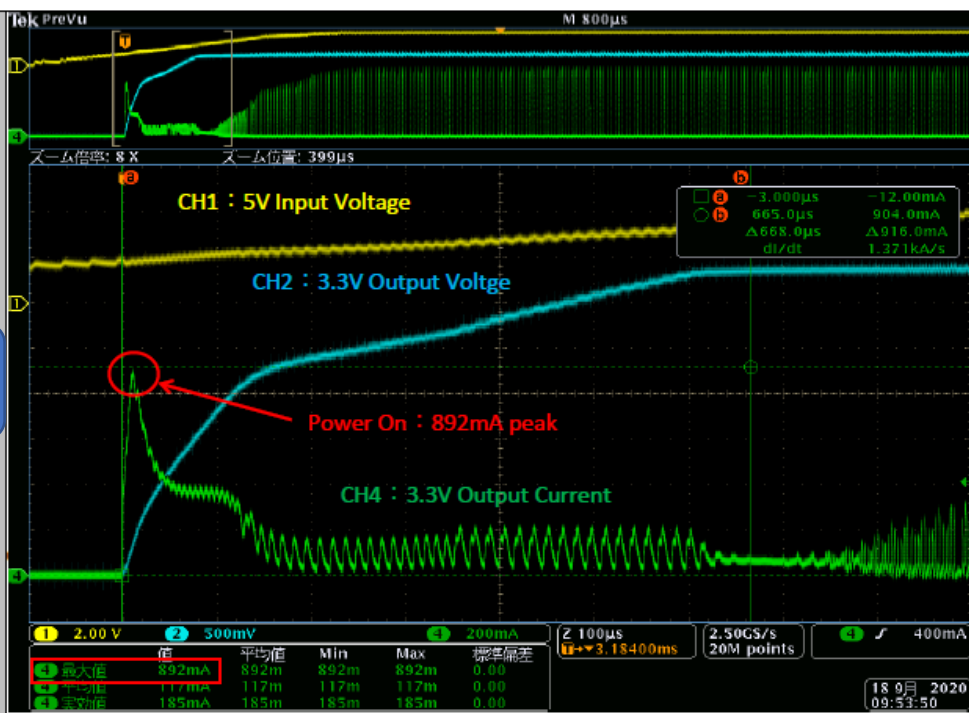 Tek PreVu M 800µs
T
1
4
ズーム倍率: 8 X ズーム位置: 399µs
a b
CH1：5V Input Voltage
a -3.000µs -12.00mA
b 665.0µs 904.0mA
Δ668.0µs Δ916.0mA
dI/dt 1.371kA/s
CH2：3.3V Output Voltge
1
Power On：892mA peak
CH4：3.3V Output Current
4
1 2.00 V 2 500mV 4 200mA Z 100µs 2.50GS/s 4 400mA
T→▼3.18400ms 20M points
値 平均値 Min Max 標準偏差
4 最大値 892mA 892m 892m 892m 0.00
4 平均値 117mA 117m 117m 117m 0.00
4 実効値 185mA 185m 185m 185m 0.00
18 9月 2020
09:53:50